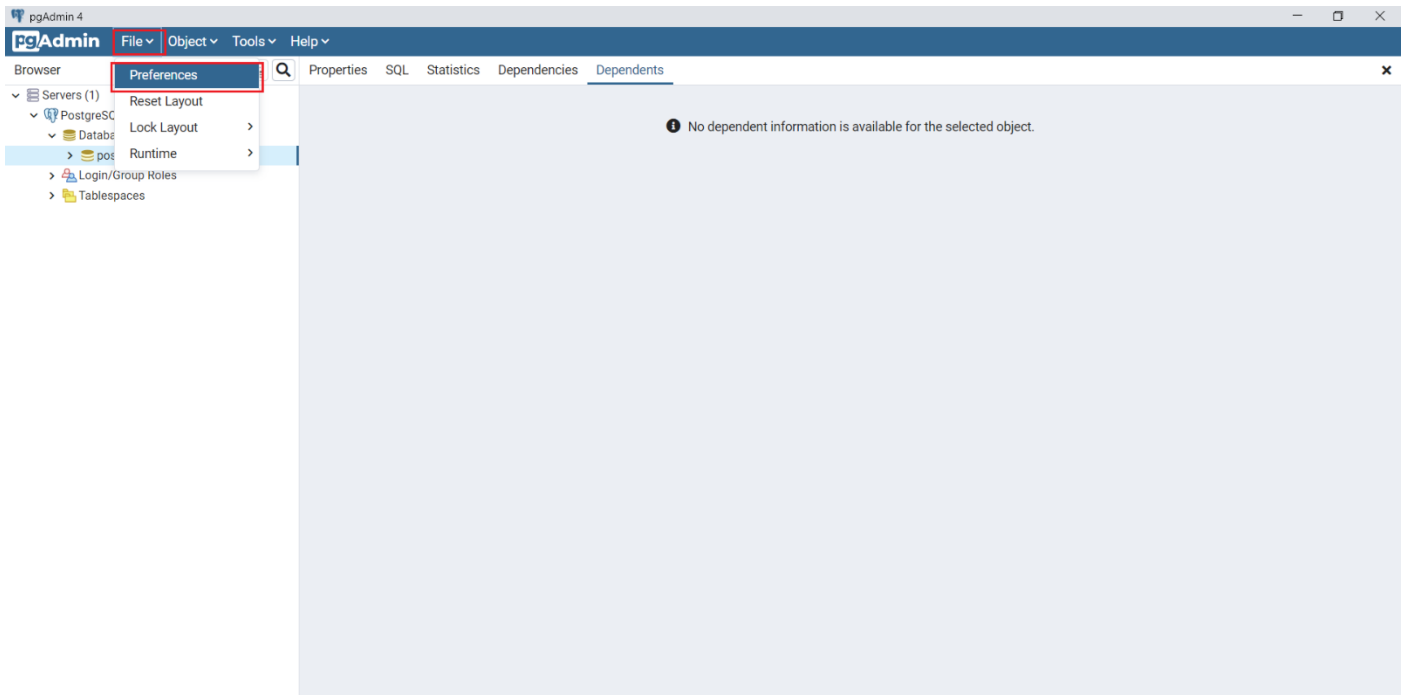 pgAdmin 4
pgAdmin File Object Tools Help
Browser Properties SQL Statistics Dependencies Dependents
Preferences
Servers (1)
Reset Layout
Lock Layout
Runtime
Login/Group Roles
Tablespaces
No dependent information is available for the selected object.